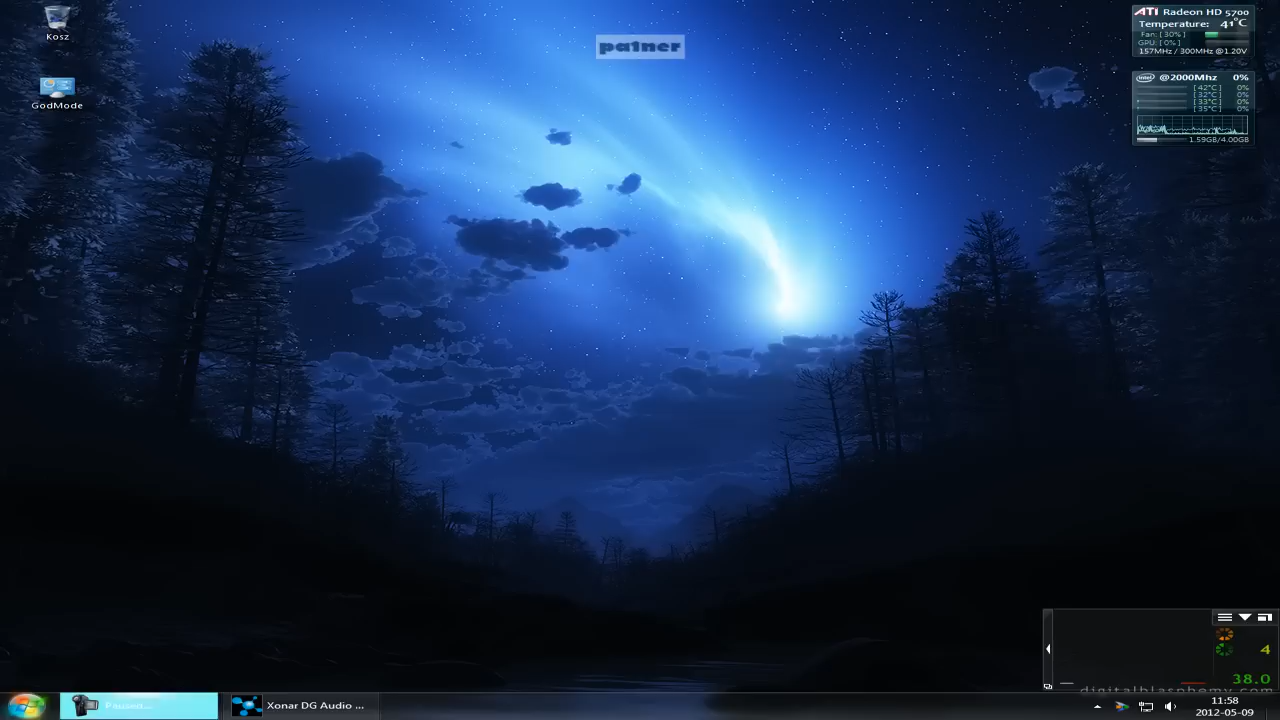 Kosz
GodMode
pa1ner
ATI Radeon HD 5700
Temperature: 41°C
Fan: [ 30% ]
GPU: [ 0% ]
157MHz / 300MHz @1.20V
intel @2000Mhz 0%
[ 42°C ] 0%
[ 32°C ] 0%
[ 33°C ] 0%
[ 35°C ] 0%
1.59GB/4.00GB
4
38.0
digitalblasphemy.com
Paused...
Xonar DG Audio ...
11:58
2012-05-09